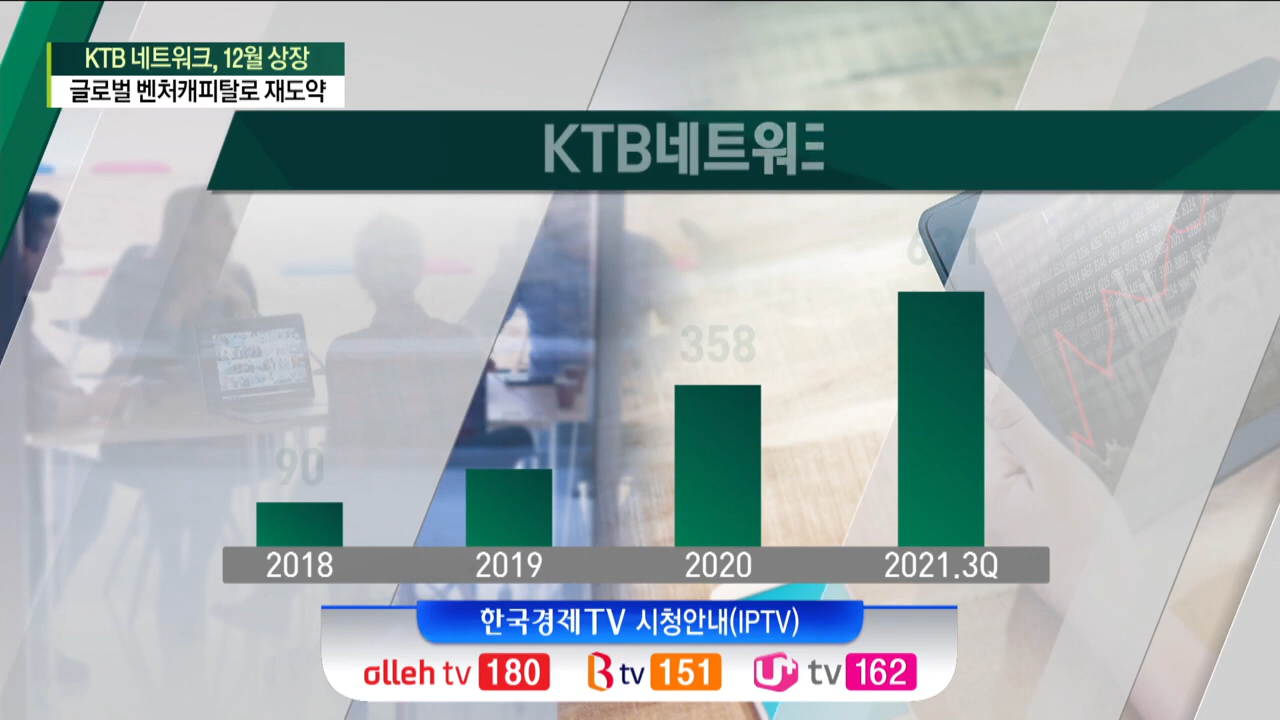 KTB 네트워크, 12월 상장
글로벌 벤처캐피탈로 재도약
KTB네트워
90
358
2018
2019
2020
2021.3Q
한국경제TV 시청안내(IPTV)
olleh tv 180
B tv 151
U+ tv 162